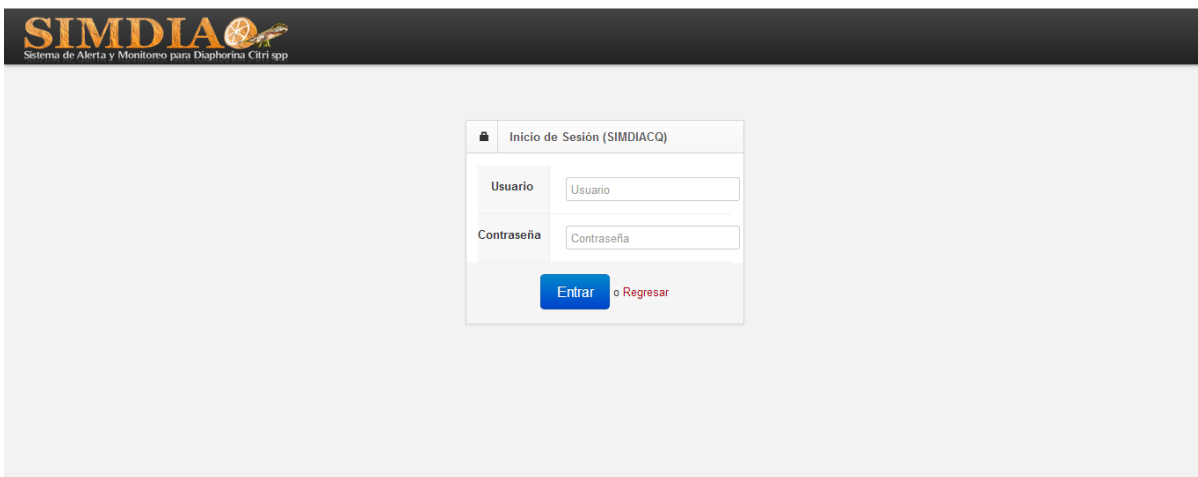 SIMDIA
Sistema de Alerta y Monitoreo para Diaphorina Citri spp
Inicio de Sesión (SIMDIACQ)
Usuario
Usuario
Contraseña
Contraseña
Entrar o Regresar